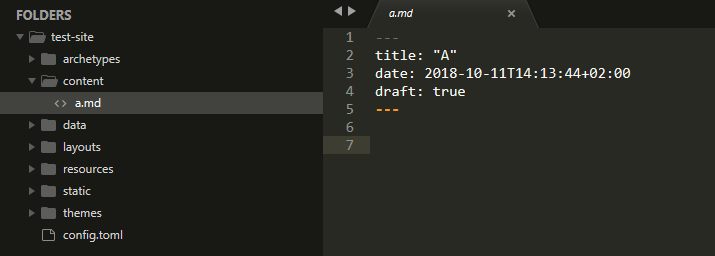 FOLDERS
test-site
archetypes
content
a.md
data
layouts
resources
static
themes
config.toml
a.md
1 ---
2 title: "A"
3 date: 2018-10-11T14:13:44+02:00
4 draft: true
5 ---
6
7